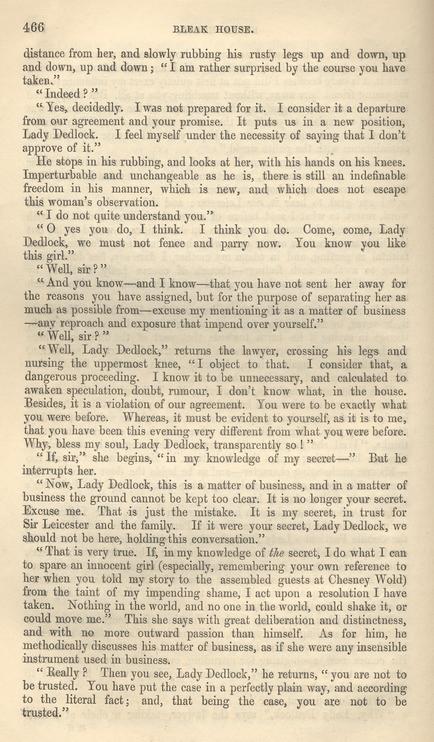 466 BLEAK HOUSE.
distance from her, and slowly rubbing his rusty legs up and down, up
and down, up and down; “I am rather surprised by the course you have
taken.”
“Indeed?”
“Yes, decidedly. I was not prepared for it. I consider it a departure
from our agreement and your promise. It puts us in a new position,
Lady Dedlock. I feel myself under the necessity of saying that I don't
approve of it.”
He stops in his rubbing, and looks at her, with his hands on his knees.
Imperturbable and unchangeable as he is, there is still an indefinable
freedom in his manner, which is new, and which does not escape
this woman's observation.
“I do not quite understand you.”
“O yes you do, I think. I think you do. Come, come, Lady
Dedlock, we must not fence and parry now. You know you like
this girl.”
“Well, sir?”
“And you know—and I know—that you have not sent her away for
the reasons you have assigned, but for the purpose of separating her as
much as possible from—excuse my mentioning it as a matter of business
—any reproach and exposure that impend over yourself.”
“Well, sir?”
“Well, Lady Dedlock,” returns the lawyer, crossing his legs and
nursing the uppermost knee, “I object to that. I consider that, a
dangerous proceeding. I know it to be unnecessary, and calculated to
awaken speculation, doubt, rumour, I don't know what, in the house.
Besides, it is a violation of our agreement. You were to be exactly what
you were before. Whereas, it must be evident to yourself, as it is to me,
that you have been this evening very different from what you were before.
Why, bless my soul, Lady Dedlock, transparently so!”
“If, sir,” she begins, “in my knowledge of my secret—” But he
interrupts her.
“Now, Lady Dedlock, this is a matter of business, and in a matter of
business the ground cannot be kept too clear. It is no longer your secret.
Excuse me. That is just the mistake. It is my secret, in trust for
Sir Leicester and the family. If it were your secret, Lady Dedlock, we
should not be here, holding this conversation.”
“That is very true. If, in my knowledge of the secret, I do what I can
to spare an innocent girl (especially, remembering your own reference to
her when you told my story to the assembled guests at Chesney Wold)
from the taint of my impending shame, I act upon a resolution I have
taken. Nothing in the world, and no one in the world, could shake it, or
could move me.” This she says with great deliberation and distinctness,
and with no more outward passion than himself. As for him, he
methodically discusses his matter of business, as if she were any insensible
instrument used in business.
“Really? Then you see, Lady Dedlock,” he returns, “you are not to
be trusted. You have put the case in a perfectly plain way, and according
to the literal fact; and, that being the case, you are not to be
trusted.”